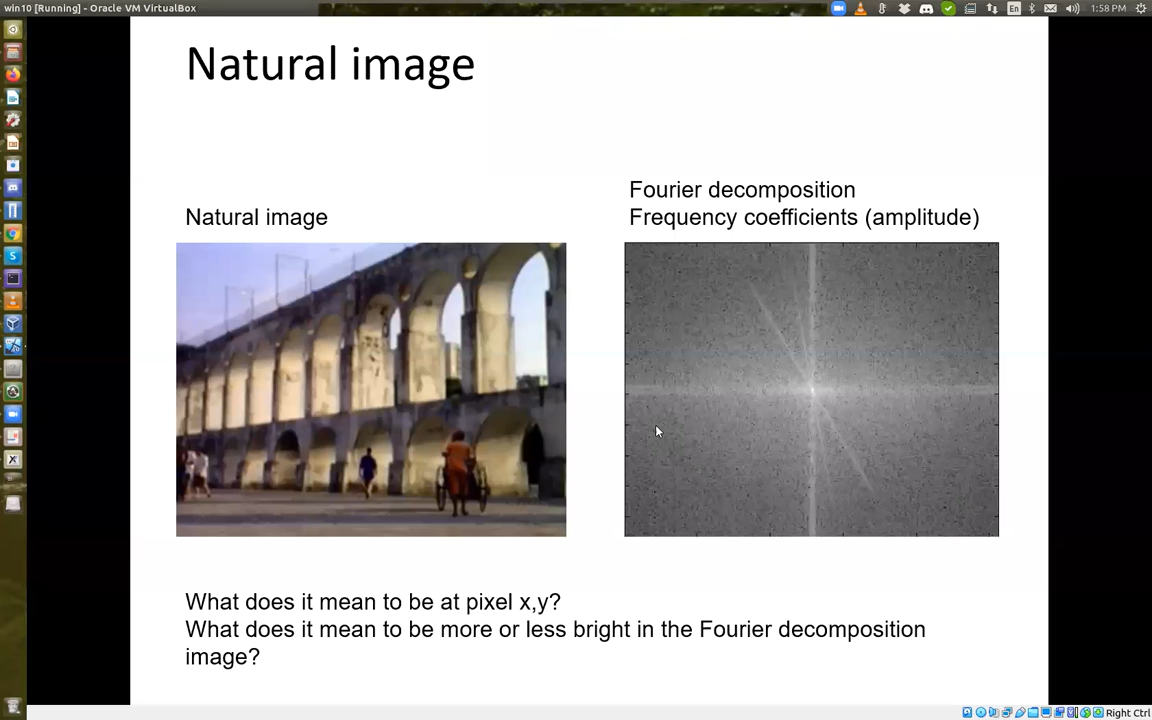 win10 [Running] - Oracle VM VirtualBox
En
1:58 PM
Natural image
Natural image
Fourier decomposition
Frequency coefficients (amplitude)
What does it mean to be at pixel x,y?
What does it mean to be more or less bright in the Fourier decomposition
image?
Right Ctrl